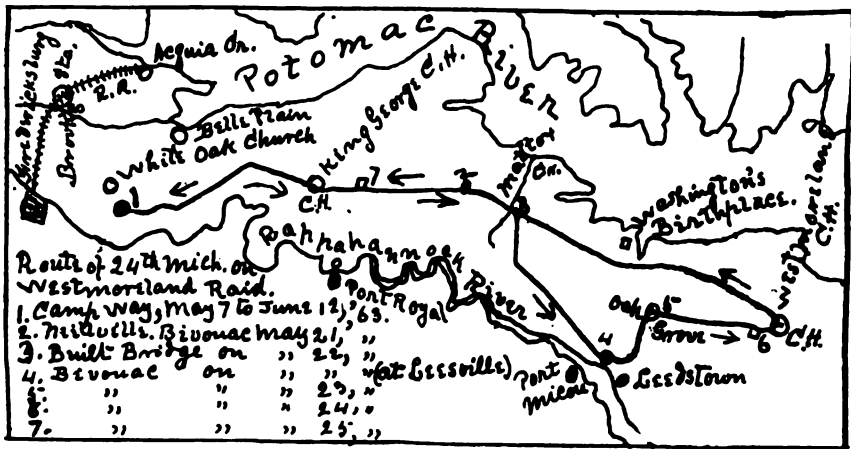 Potomac River
Acquia Cr.
R.R.
Fredericksburg
Brooks Sta.
Belle Plain
White Oak Church
King George C.H.
C.H.
1
7
2
Mattox
Cr.
3
Washington's
Birthplace.
Westmoreland
C.H.
C.H.
Rappahannock River
Port Royal
Oak
Grove
5
6
4
Port
Micou
Leedstown
Route of 24th Mich. on
Westmoreland Raid.
1. Camp Way, May 7 to June 12, '63.
2. Millville. Bivouac May 21, "
3. Built Bridge on " 22, "
4. Bivouac on " " " (at Leesville)
5. " " " 23, "
6. " " " 24, "
7. " " " 25, "